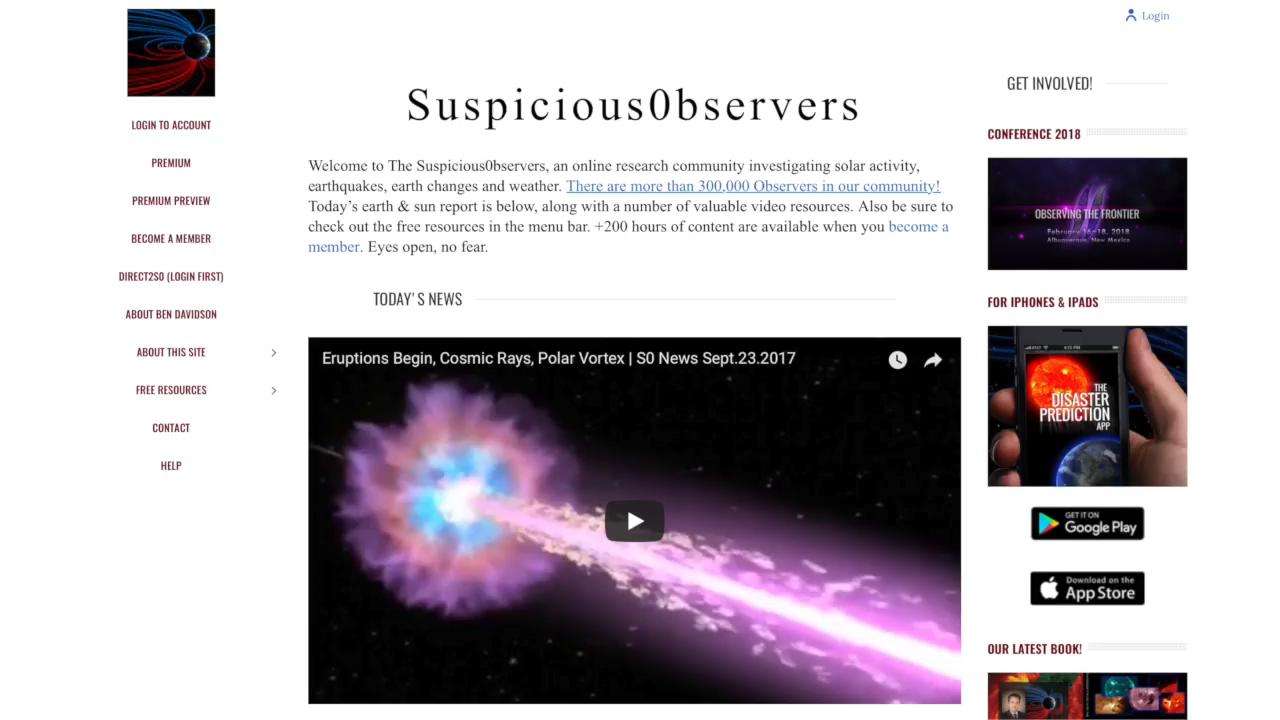 Login
LOGIN TO ACCOUNT
PREMIUM
PREMIUM PREVIEW
BECOME A MEMBER
DIRECT2S0 (LOGIN FIRST)
ABOUT BEN DAVIDSON
ABOUT THIS SITE
FREE RESOURCES
CONTACT
HELP
Suspicious0bservers
Welcome to The Suspicious0bservers, an online research community investigating solar activity,
earthquakes, earth changes and weather. There are more than 300,000 Observers in our community!
Today’s earth & sun report is below, along with a number of valuable video resources. Also be sure to
check out the free resources in the menu bar. +200 hours of content are available when you become a
member. Eyes open, no fear.
TODAY'S NEWS
Eruptions Begin, Cosmic Rays, Polar Vortex | S0 News Sept.23.2017
GET INVOLVED!
CONFERENCE 2018
OBSERVING THE FRONTIER
February 16-18, 2018
Albuquerque, New Mexico
FOR IPHONES & IPADS
THE
DISASTER
PREDICTION
APP
GET IT ON
Google Play
Download on the
App Store
OUR LATEST BOOK!